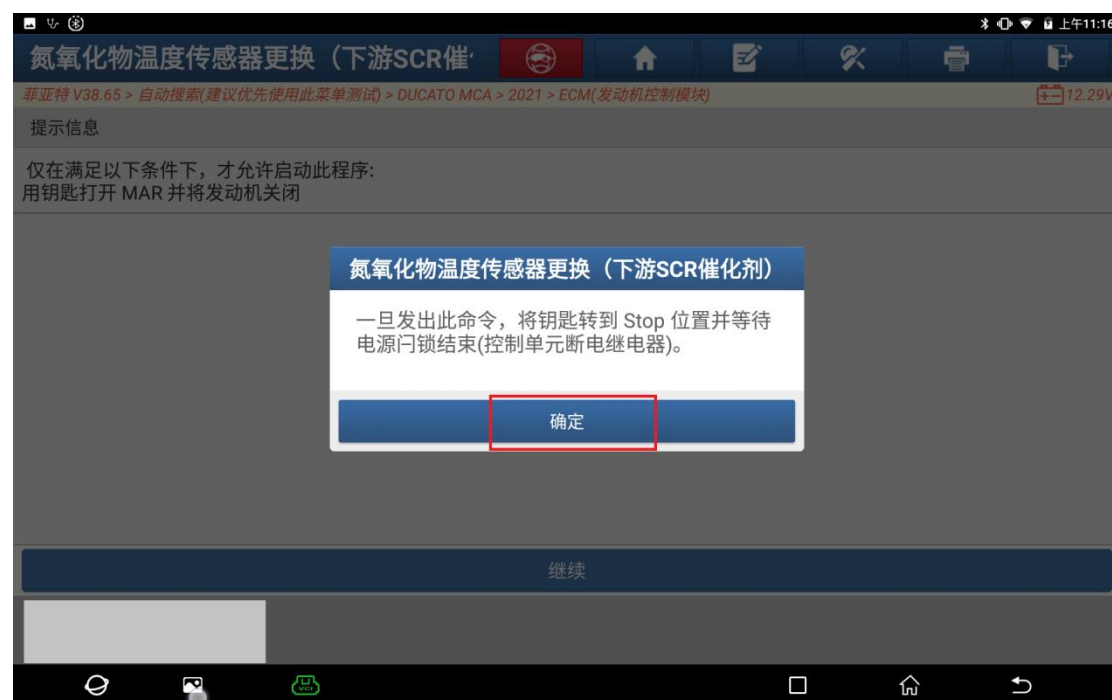 上午11:16
氮氧化物温度传感器更换（下游SCR催
菲亚特 V38.65 > 自动搜索(建议优先使用此菜单测试) > DUCATO MCA > 2021 > ECM(发动机控制模块)
12.29V
提示信息
仅在满足以下条件下，才允许启动此程序:
用钥匙打开 MAR 并将发动机关闭
氮氧化物温度传感器更换（下游SCR催化剂）
一旦发出此命令，将钥匙转到 Stop 位置并等待
电源闩锁结束(控制单元断电继电器)。
确定
继续
VCI